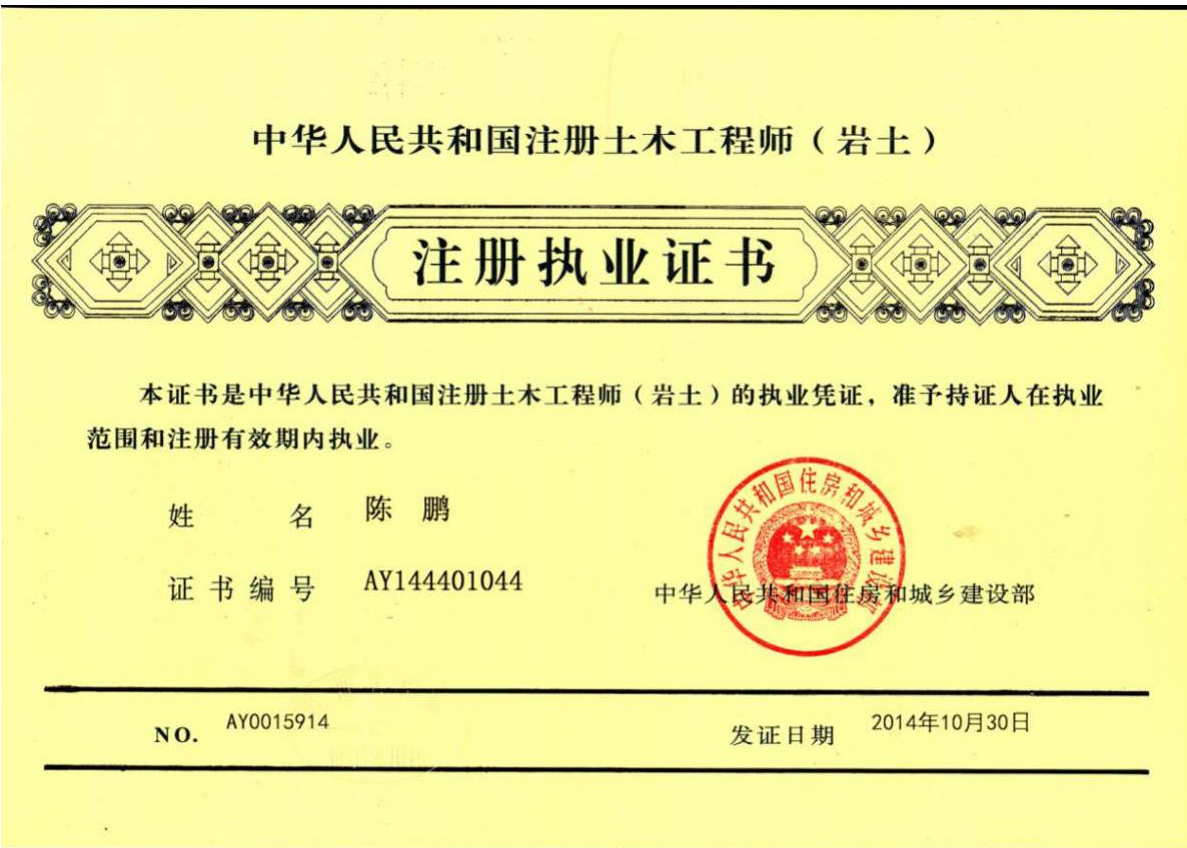 中华人民共和国注册土木工程师（岩土）
注册执业证书
本证书是中华人民共和国注册土木工程师（岩土）的执业凭证，准予持证人在执业
范围和注册有效期内执业。
姓 名 陈 鹏
证 书 编 号 AY144401044
中华人民共和国住房和城乡建设部
中华人民共和国住房和城乡建设部
NO. AY0015914
发证日期 2014年10月30日